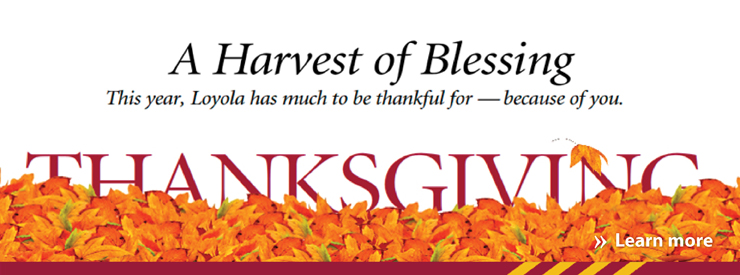 A Harvest of Blessing
This year, Loyola has much to be thankful for — because of you.
THANKSGIVING
» Learn more